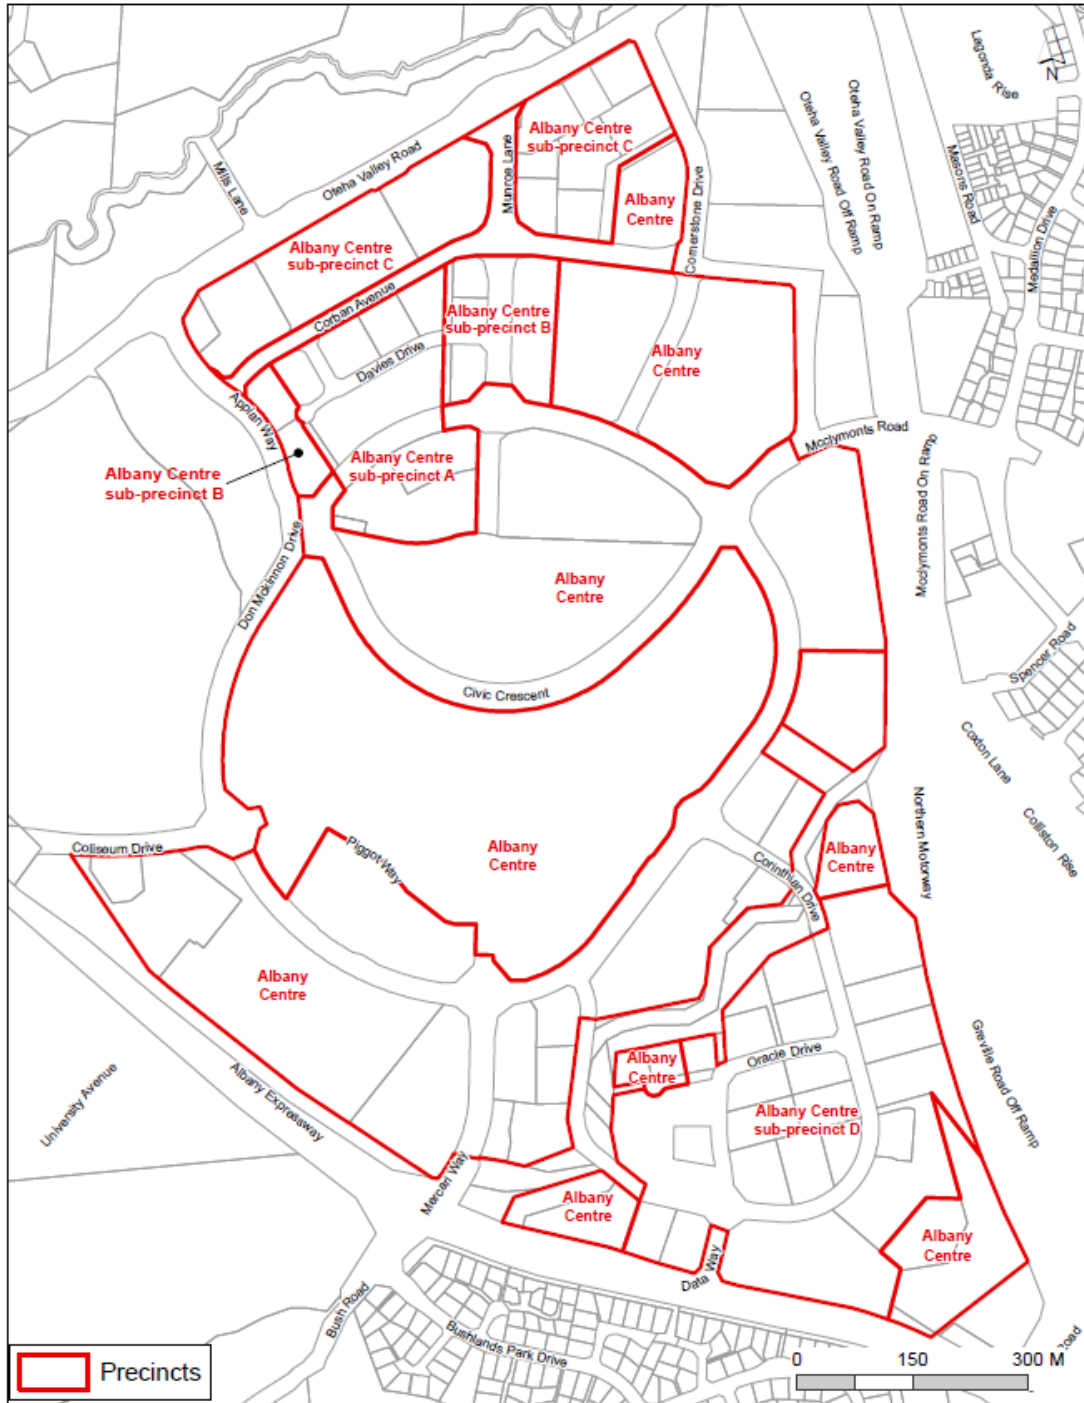 Lagonda Rise
N
Oteha Valley Road On Ramp
Oteha Valley Road Off Ramp
Masons Road
Medallion Drive
Mills Lane
Oteha Valley Road
Munroe Lane
Albany Centre
sub-precinct C
Albany
Centre
Cornerstone Drive
Albany Centre
sub-precinct C
Corban Avenue
Albany Centre
sub-precinct B
Davies Drive
Albany
Centre
Appian Way
Mcclymonts Road
Albany Centre
sub-precinct B
Albany Centre
sub-precinct A
Mcclymonts Road On Ramp
Don Mckinnon Drive
Albany
Centre
Spencer Road
Civic Crescent
Coxton Lane
Colliston Rise
Northern Motorway
Coliseum Drive
Piggot Way
Albany
Centre
Corinthian Drive
Albany
Centre
Albany
Centre
Greville Road Off Ramp
Oracle Drive
Albany
Centre
University Avenue
Albany Expressway
Albany Centre
sub-precinct D
Mercari Way
Albany
Centre
Albany
Centre
Data Way
Bush Road
Bushlands Park Drive
Road
Precincts
0 150 300 M